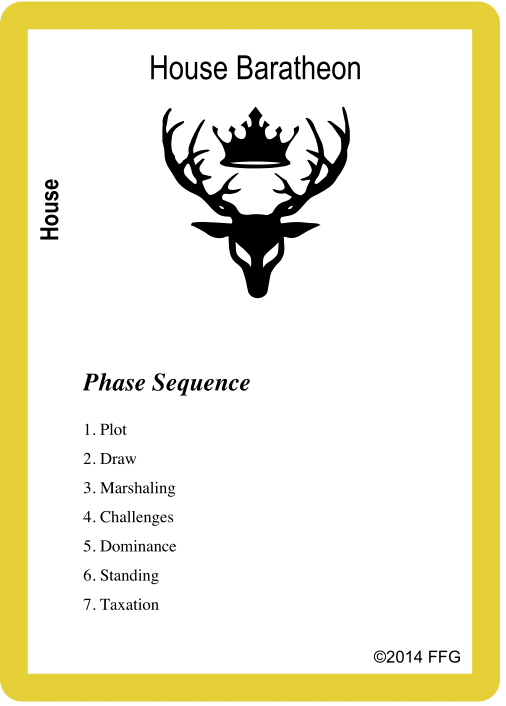 House Baratheon
House
Phase Sequence
1. Plot
2. Draw
3. Marshaling
4. Challenges
5. Dominance
6. Standing
7. Taxation
©2014 FFG